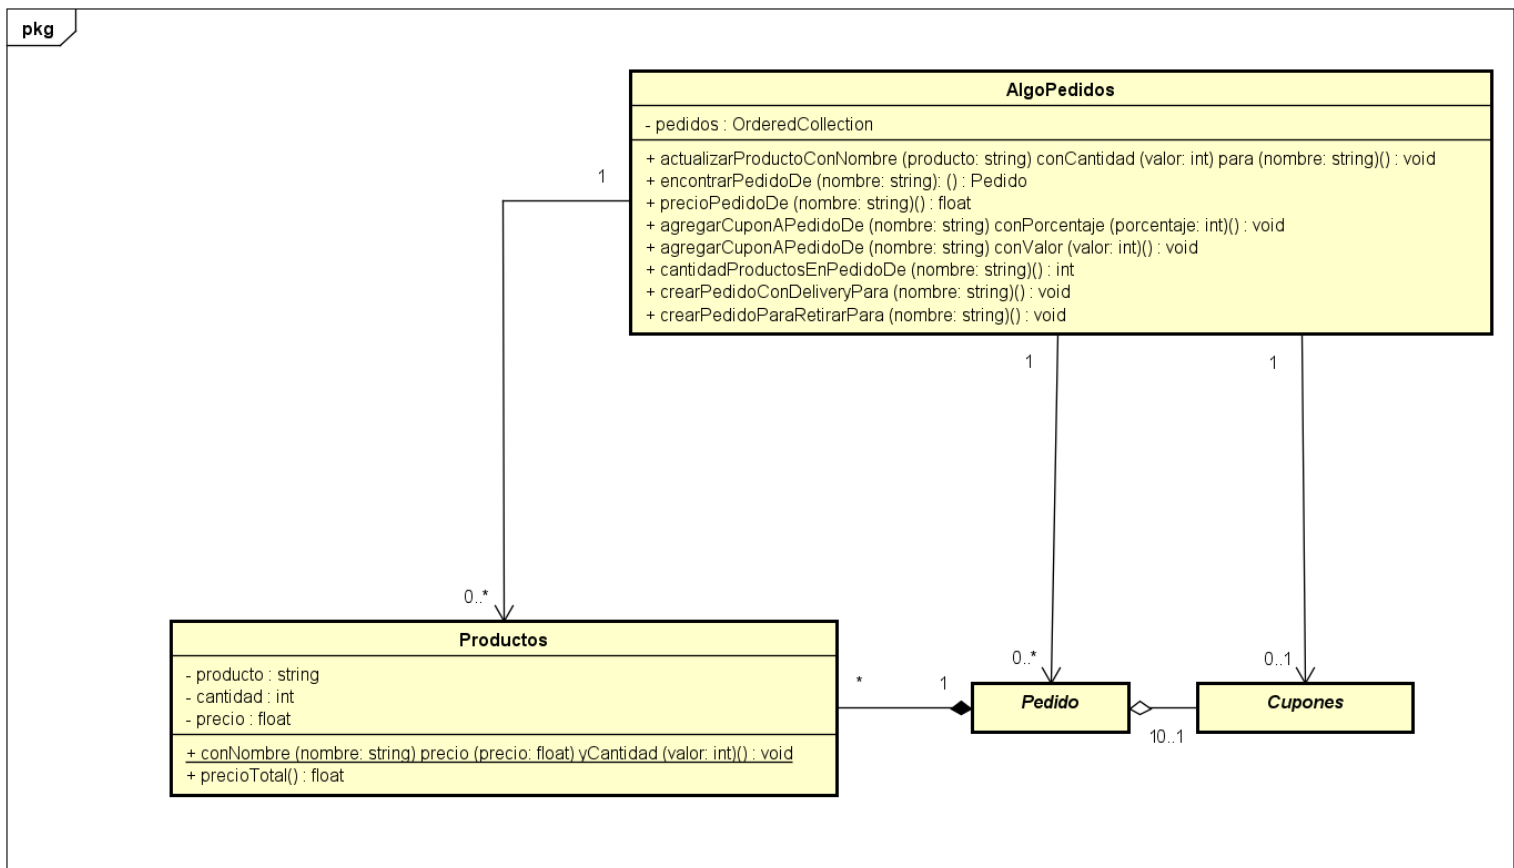 pkg
AlgoPedidos
- pedidos : OrderedCollection
+ actualizarProductoConNombre (producto: string) conCantidad (valor: int) para (nombre: string)() : void
+ encontrarPedidoDe (nombre: string): () : Pedido
+ precioPedidoDe (nombre: string)() : float
+ agregarCuponAPedidoDe (nombre: string) conPorcentaje (porcentaje: int)() : void
+ agregarCuponAPedidoDe (nombre: string) conValor (valor: int)() : void
+ cantidadProductosEnPedidoDe (nombre: string)() : int
+ crearPedidoConDeliveryPara (nombre: string)() : void
+ crearPedidoParaRetirarPara (nombre: string)() : void
1
1
1
0..*
0..*
0..1
Productos
- producto : string
- cantidad : int
- precio : float
+ conNombre (nombre: string) precio (precio: float) yCantidad (valor: int)() : void
+ precioTotal() : float
*
1
Pedido
10..1
Cupones